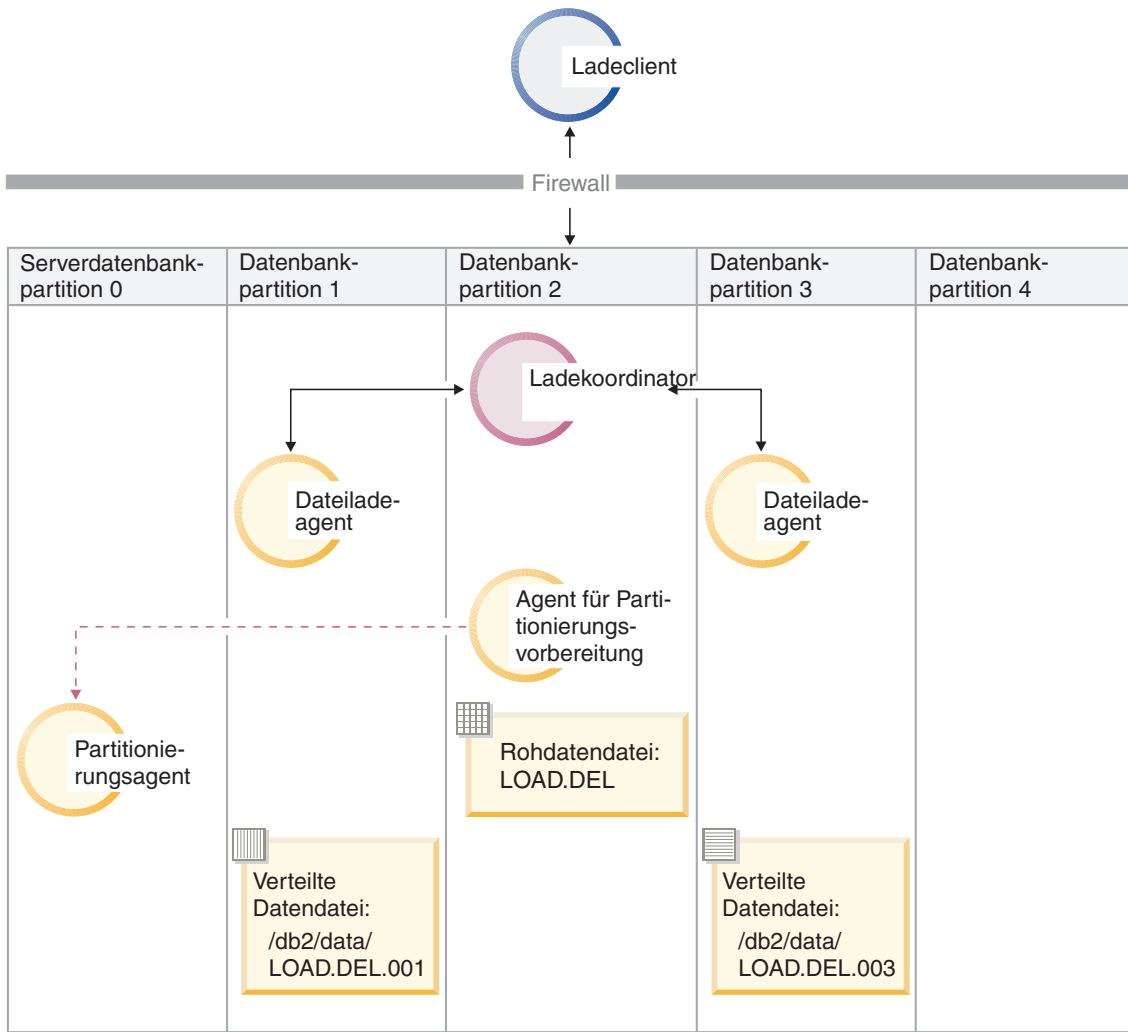 Ladeclient
Firewall
Serverdatenbank-
partition 0
Datenbank-
partition 1
Datenbank-
partition 2
Datenbank-
partition 3
Datenbank-
partition 4
Ladekoordinator
Dateilade-
agent
Dateilade-
agent
Agent für Parti-
tionierungs-
vorbereitung
Partitionie-
rungsagent
Rohdatendatei:
LOAD.DEL
Verteilte
Datendatei:
/db2/data/
LOAD.DEL.001
Verteilte
Datendatei:
/db2/data/
LOAD.DEL.003